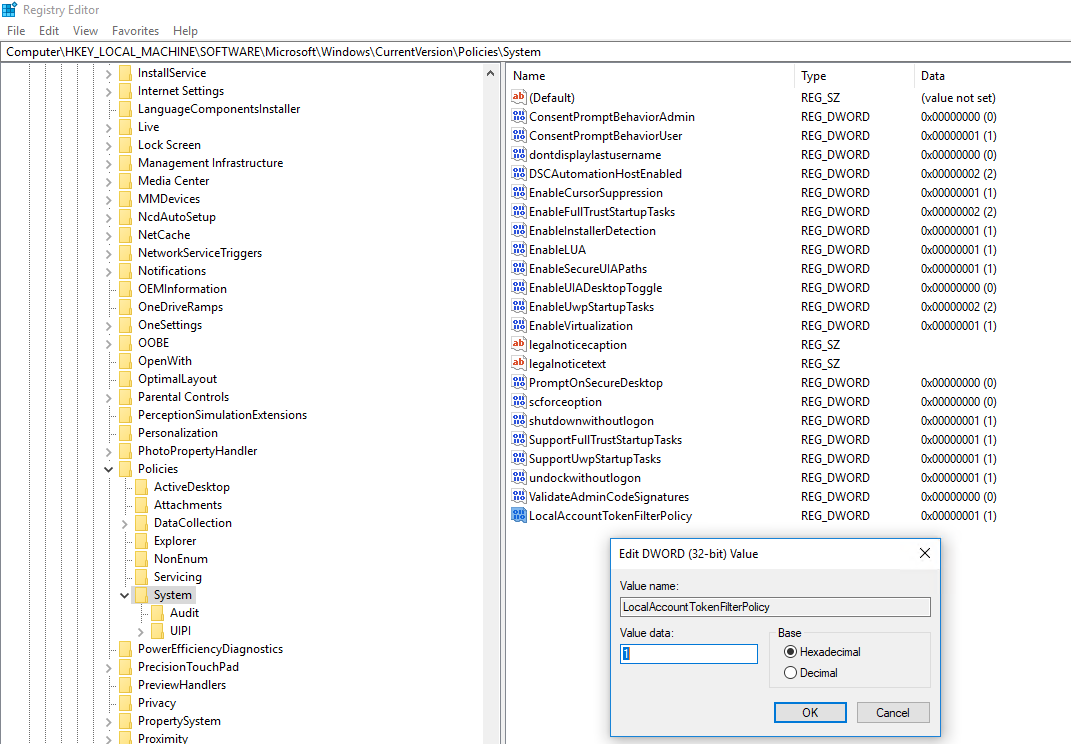 Registry Editor
File Edit View Favorites Help
Computer\HKEY_LOCAL_MACHINE\SOFTWARE\Microsoft\Windows\CurrentVersion\Policies\System
InstallService
Internet Settings
LanguageComponentsInstaller
Live
Lock Screen
Management Infrastructure
Media Center
MMDevices
NcdAutoSetup
NetCache
NetworkServiceTriggers
Notifications
OEMInformation
OneDriveRamps
OneSettings
OOBE
OpenWith
OptimalLayout
Parental Controls
PerceptionSimulationExtensions
Personalization
PhotoPropertyHandler
Policies
ActiveDesktop
Attachments
DataCollection
Explorer
NonEnum
Servicing
System
Audit
UIPI
PowerEfficiencyDiagnostics
PrecisionTouchPad
PreviewHandlers
Privacy
PropertySystem
Proximity
Name Type Data
(Default) REG_SZ (value not set)
ConsentPromptBehaviorAdmin REG_DWORD 0x00000000 (0)
ConsentPromptBehaviorUser REG_DWORD 0x00000001 (1)
dontdisplaylastusername REG_DWORD 0x00000000 (0)
DSCAutomationHostEnabled REG_DWORD 0x00000002 (2)
EnableCursorSuppression REG_DWORD 0x00000001 (1)
EnableFullTrustStartupTasks REG_DWORD 0x00000002 (2)
EnableInstallerDetection REG_DWORD 0x00000001 (1)
EnableLUA REG_DWORD 0x00000001 (1)
EnableSecureUIAPaths REG_DWORD 0x00000001 (1)
EnableUIADesktopToggle REG_DWORD 0x00000000 (0)
EnableUwpStartupTasks REG_DWORD 0x00000002 (2)
EnableVirtualization REG_DWORD 0x00000001 (1)
legalnoticecaption REG_SZ
legalnoticetext REG_SZ
PromptOnSecureDesktop REG_DWORD 0x00000000 (0)
scforceoption REG_DWORD 0x00000000 (0)
shutdownwithoutlogon REG_DWORD 0x00000001 (1)
SupportFullTrustStartupTasks REG_DWORD 0x00000001 (1)
SupportUwpStartupTasks REG_DWORD 0x00000001 (1)
undockwithoutlogon REG_DWORD 0x00000001 (1)
ValidateAdminCodeSignatures REG_DWORD 0x00000000 (0)
LocalAccountTokenFilterPolicy REG_DWORD 0x00000001 (1)
Edit DWORD (32-bit) Value
Value name:
LocalAccountTokenFilterPolicy
Value data: Base
1 Hexadecimal
Decimal
OK Cancel